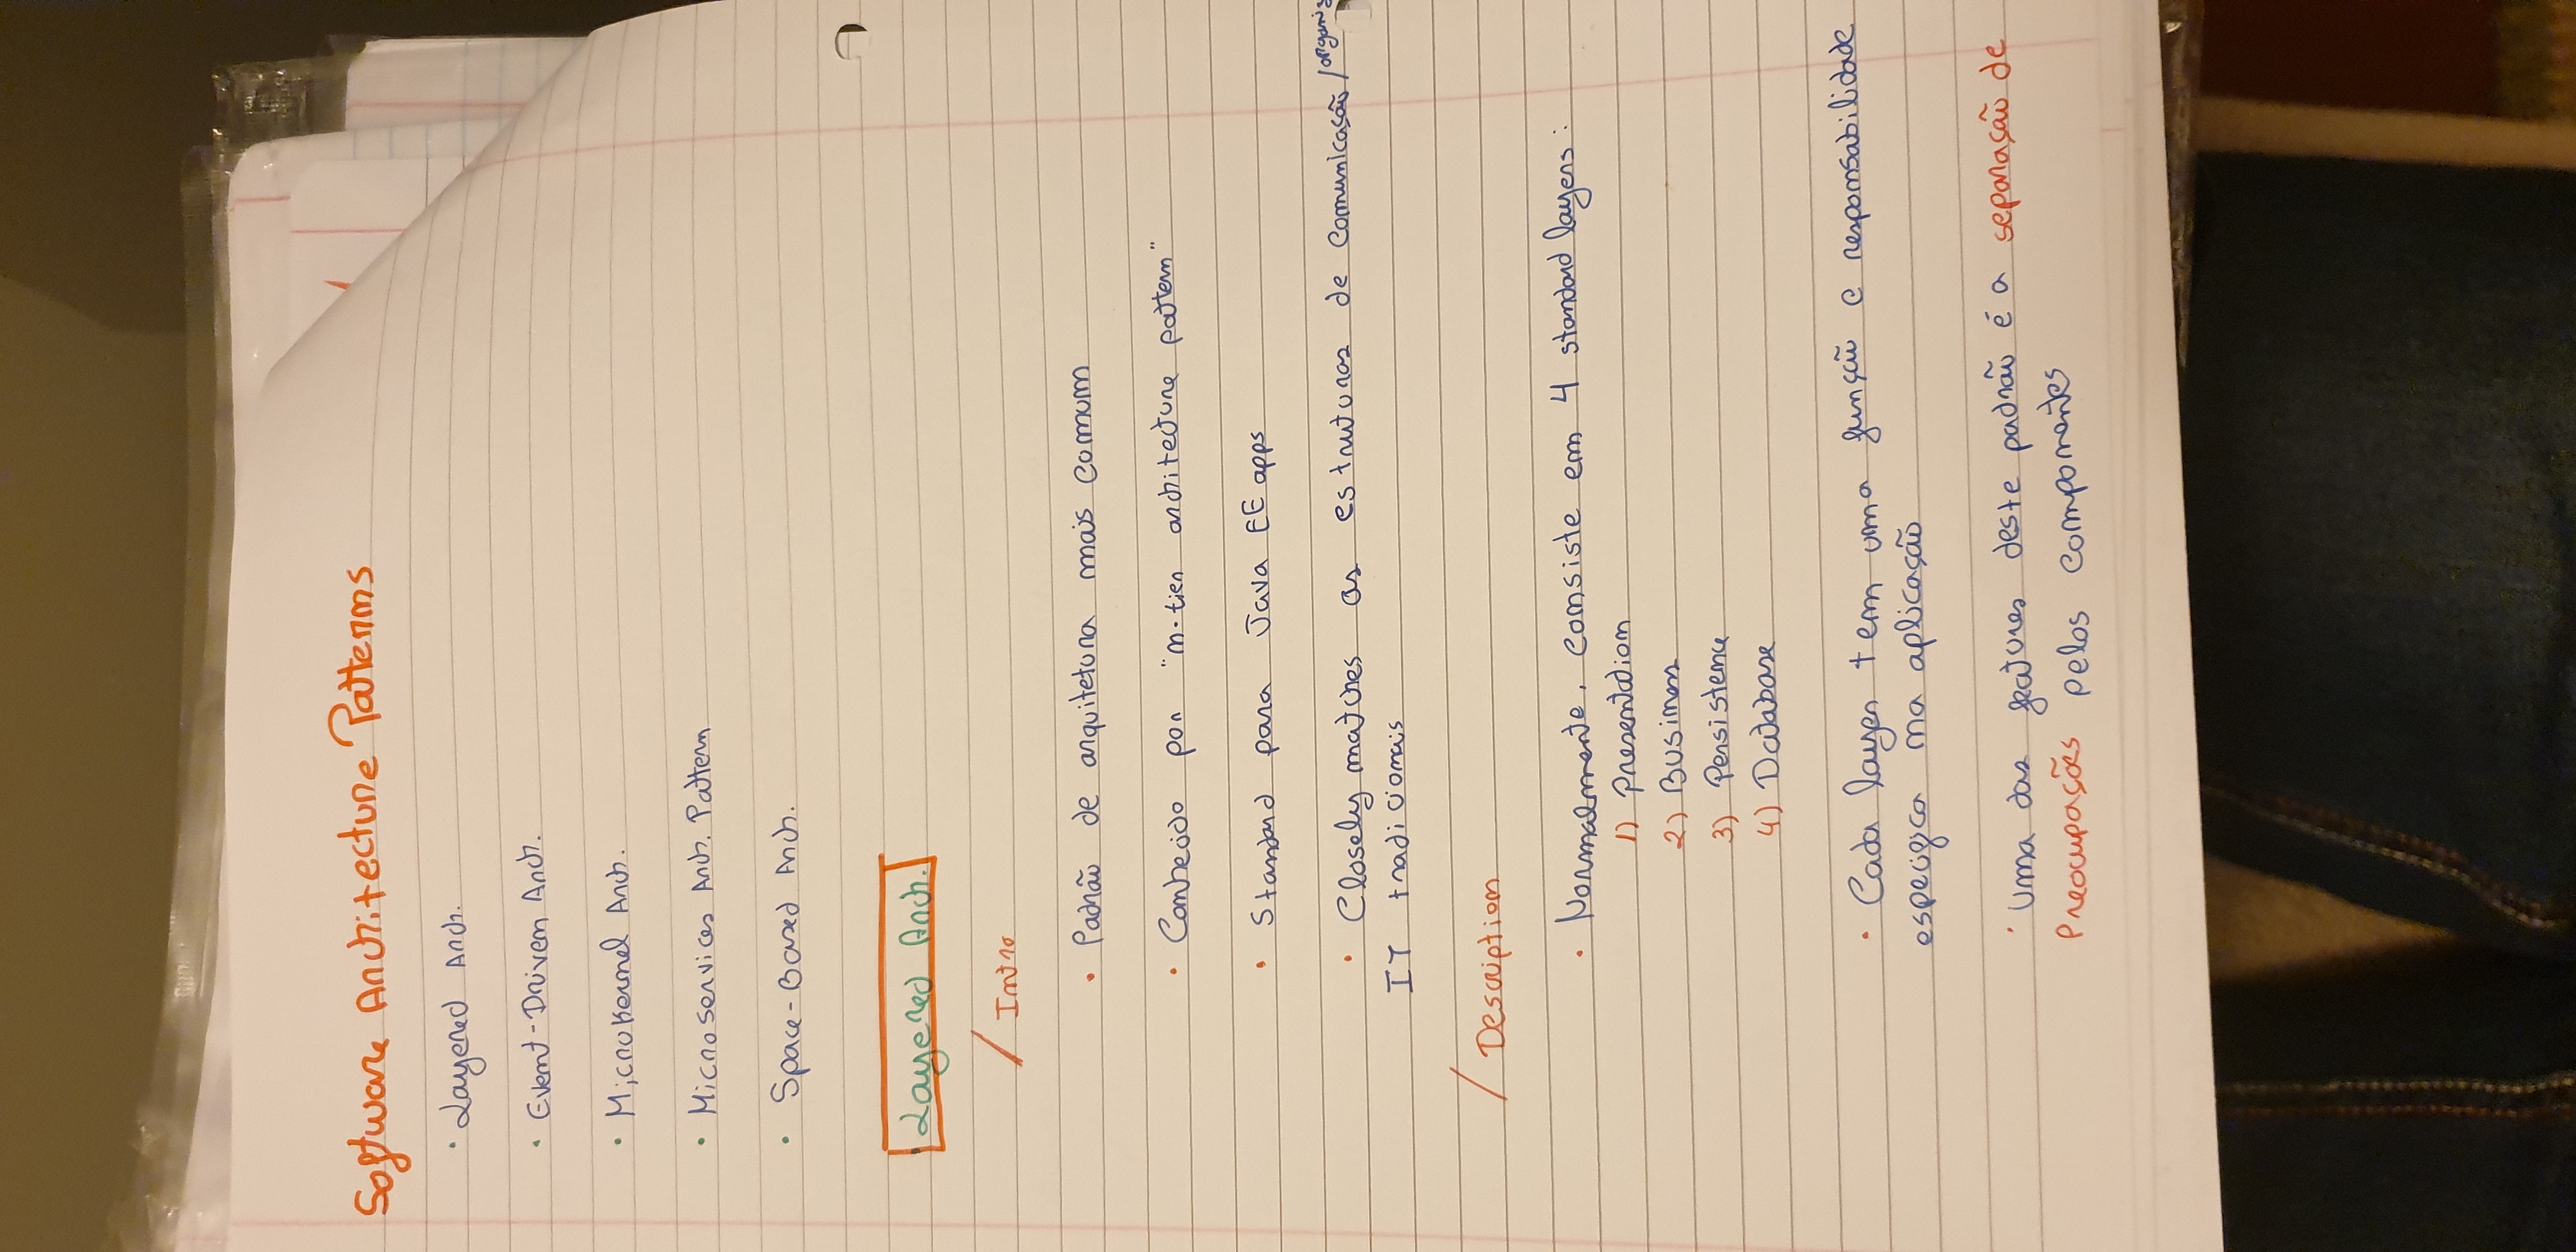 Software Architecture Patterns
• Layered Arch.
• Event-Driven Arch.
• Microkernel Arch.
• Microservices Arch. Pattern
• Space-Based Arch.
Layered Arch.
/ Intro
• Padrão de arquitetura mais comum
• Conhecido por "n-tier architecture pattern"
• Standard para Java EE apps
• Closely matches as estruturas de comunicação /
IT tradicionais
/ Description
• Normalmente, consiste em 4 standard layers:
1) Presentation
2) Business
3) Persistence
4) Database
• Cada layer tem uma função e responsabilidade
especifica na aplicação
• Uma das features deste padrão é a separação de
Preocupações pelos componentes